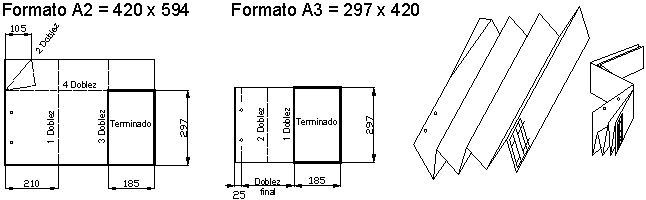 Formato A2 = 420 x 594
Formato A3 = 297 x 420
105
2 Doblez
4 Doblez
1 Doblez
3 Doblez
Terminado
297
210
185
2 Doblez
1 Doblez
Terminado
297
25
Doblez
final
185